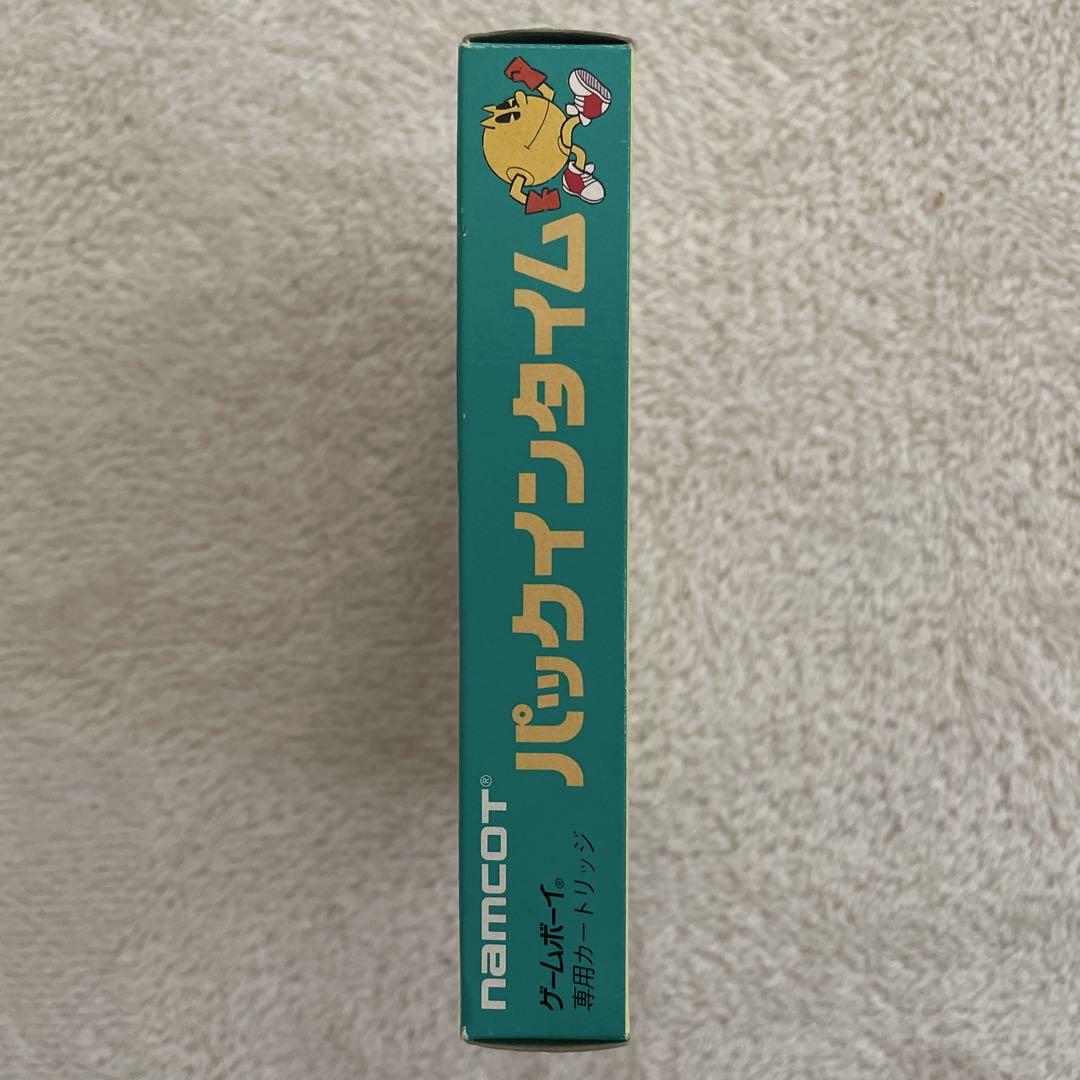 namcot®
ゲームボーイ®
専用カートリッジ
パックインタイム